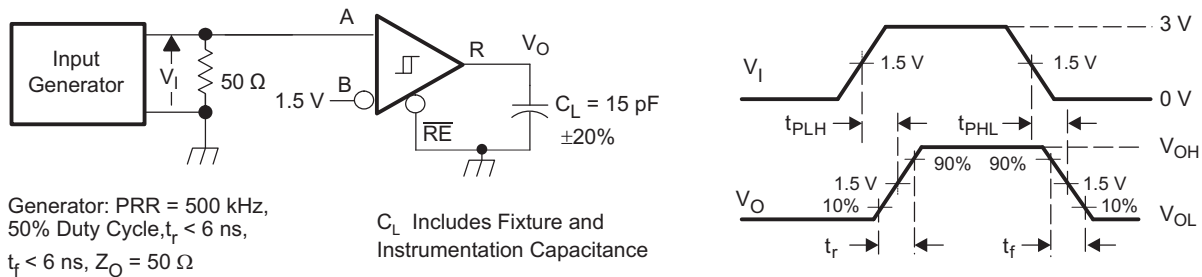 Input
Generator
V_I
50 Ω
A
B
1.5 V
R
R̅E̅
V_O
C_L = 15 pF
±20%
Generator: PRR = 500 kHz,
50% Duty Cycle,t_r < 6 ns,
t_f < 6 ns, Z_O = 50 Ω
C_L Includes Fixture and
Instrumentation Capacitance
V_I
3 V
1.5 V
1.5 V
0 V
t_PLH
t_PHL
V_OH
90%
90%
1.5 V
1.5 V
V_O
10%
10%
V_OL
t_r
t_f